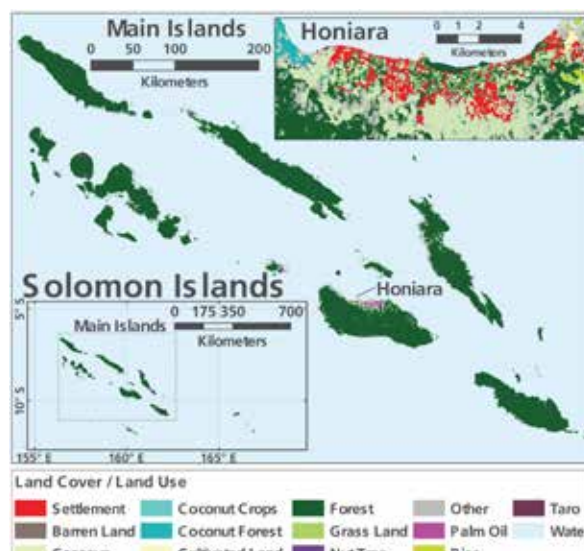 Main Islands
0 50 100 200
Kilometers
Honiara
0 1 2 4
Kilometers
Honiara
Solomon Islands
Main Islands
0 175 350 700
Kilometers
5° S
10° S
155° E 160° E 165° E
Land Cover / Land Use
Settlement Coconut Crops Forest Other Taro
Barren Land Coconut Forest Grass Land Palm Oil Water